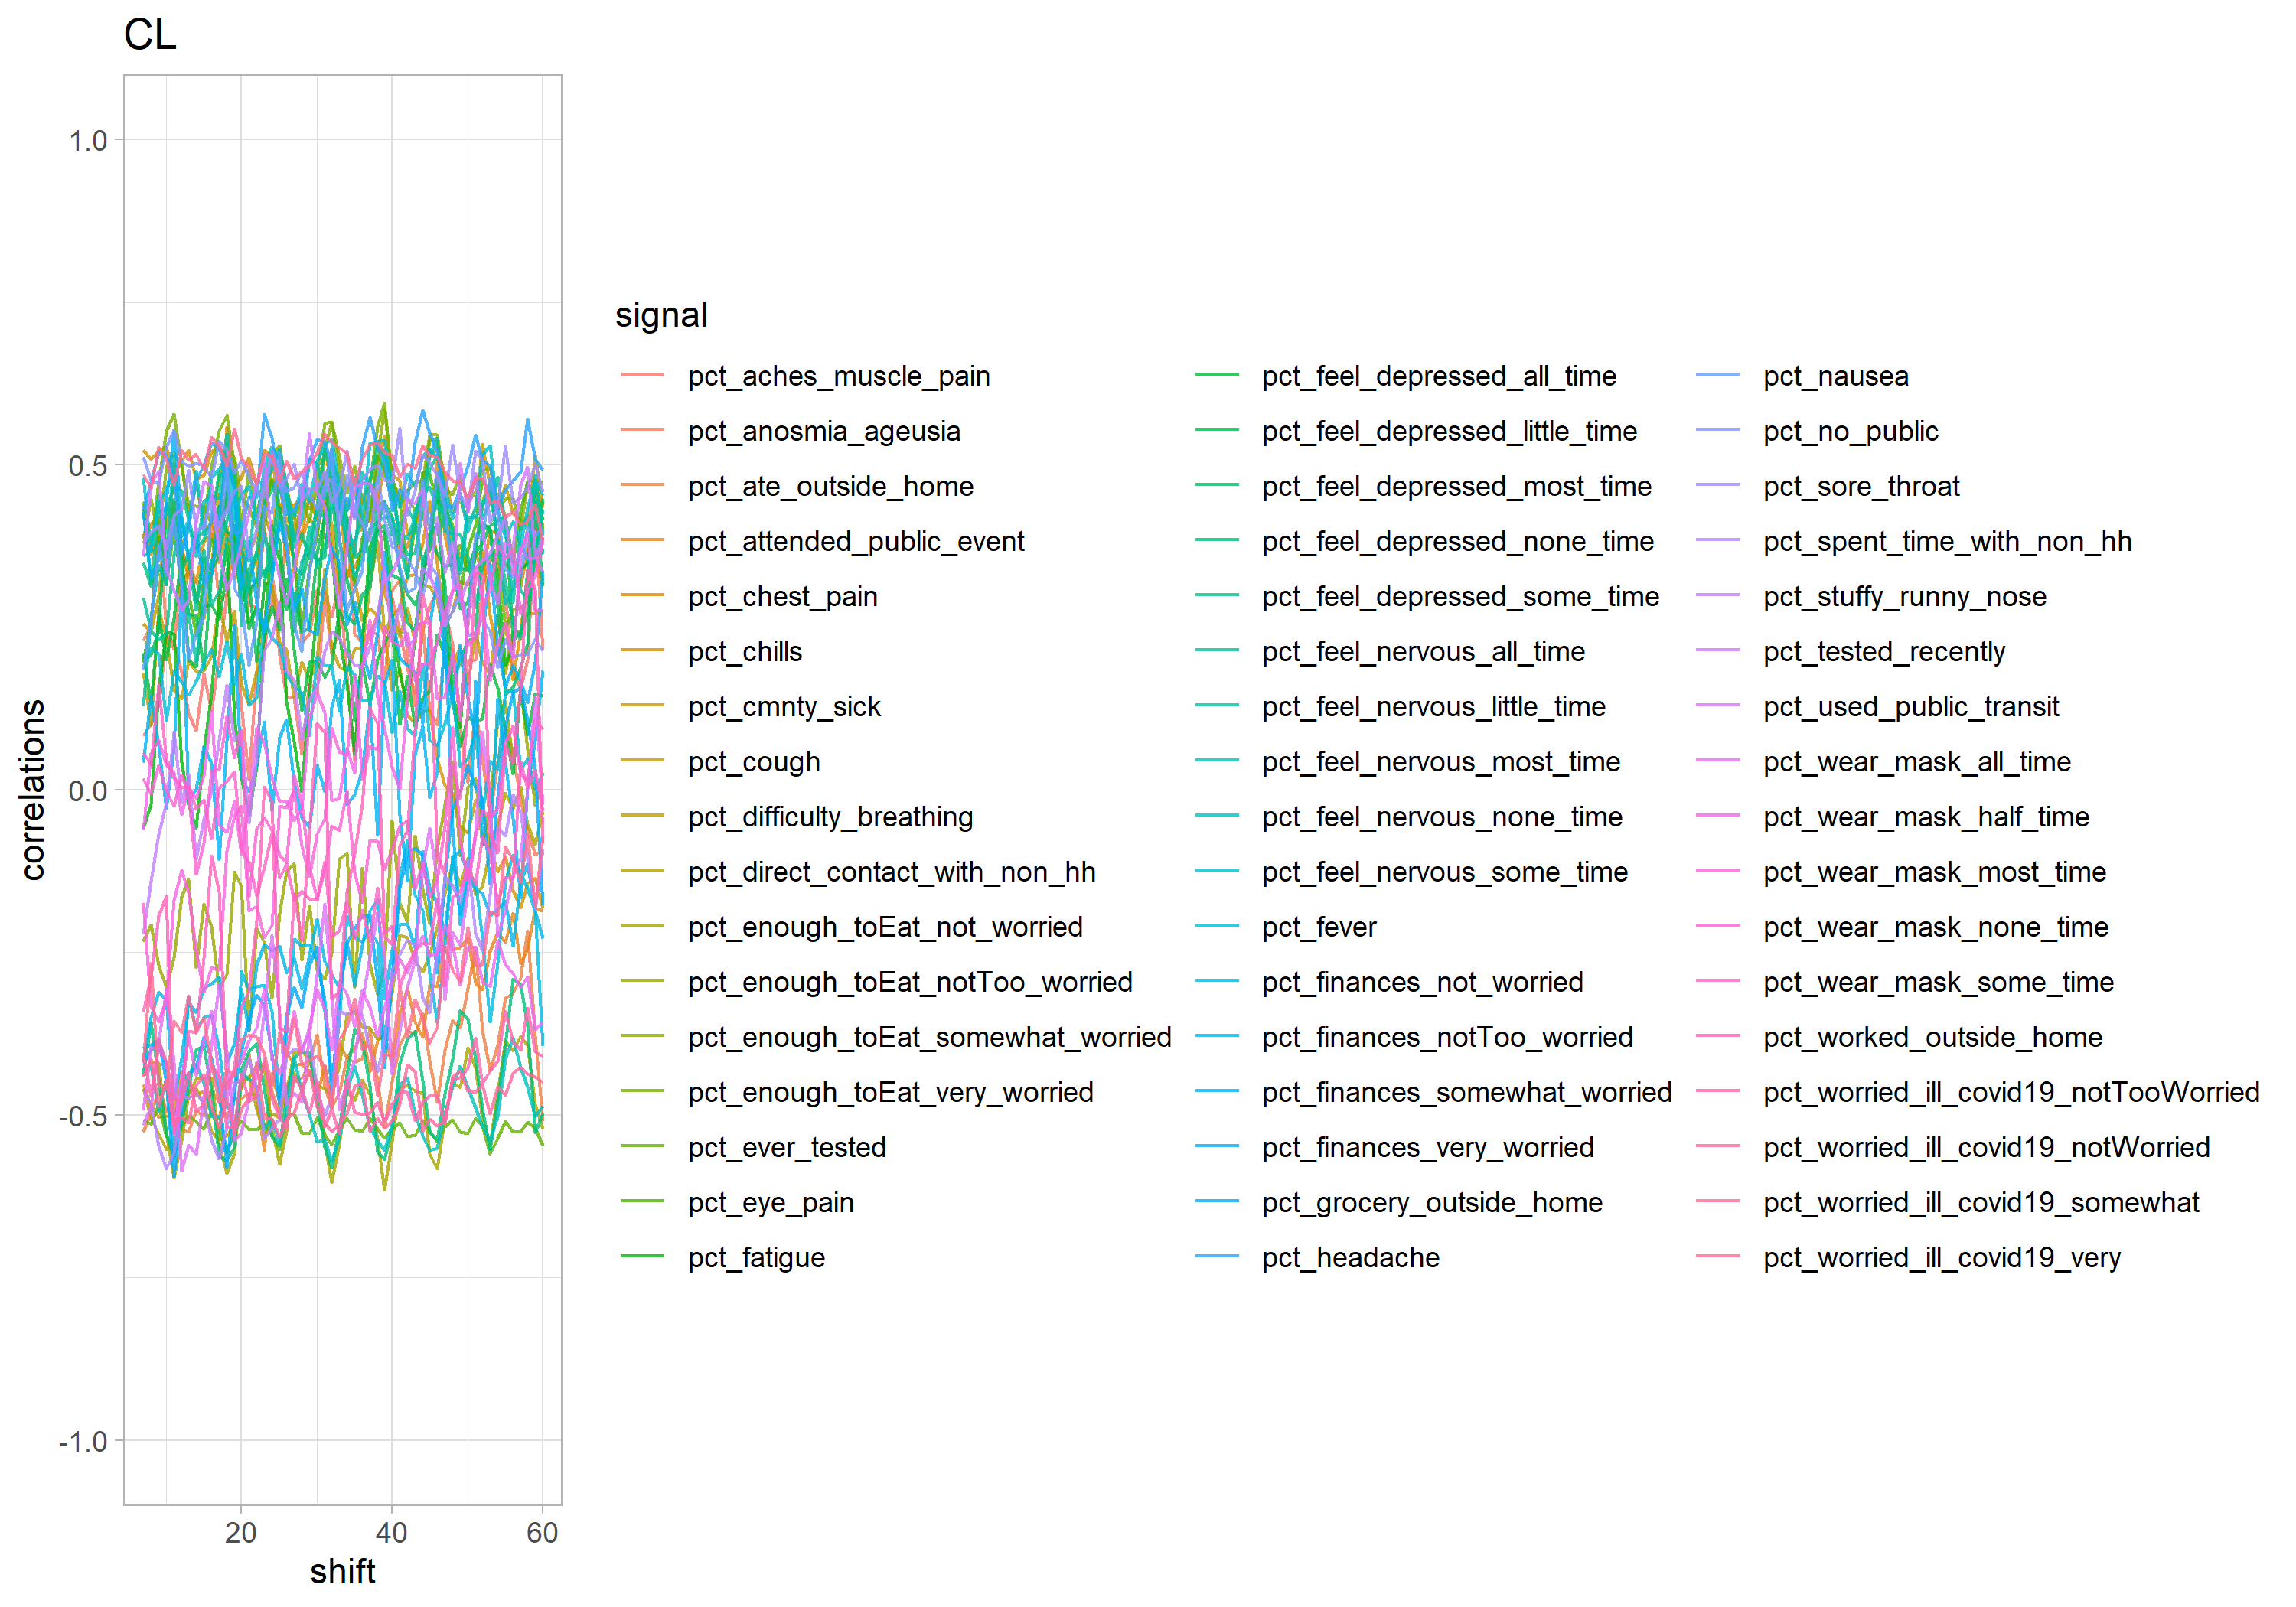 CL
1.0
0.5
0.0
-0.5
-1.0
correlations
20 40 60
shift
signal
pct_aches_muscle_pain
pct_anosmia_ageusia
pct_ate_outside_home
pct_attended_public_event
pct_chest_pain
pct_chills
pct_cmnty_sick
pct_cough
pct_difficulty_breathing
pct_direct_contact_with_non_hh
pct_enough_toEat_not_worried
pct_enough_toEat_notToo_worried
pct_enough_toEat_somewhat_worried
pct_enough_toEat_very_worried
pct_ever_tested
pct_eye_pain
pct_fatigue
pct_feel_depressed_all_time
pct_feel_depressed_little_time
pct_feel_depressed_most_time
pct_feel_depressed_none_time
pct_feel_depressed_some_time
pct_feel_nervous_all_time
pct_feel_nervous_little_time
pct_feel_nervous_most_time
pct_feel_nervous_none_time
pct_feel_nervous_some_time
pct_fever
pct_finances_not_worried
pct_finances_notToo_worried
pct_finances_somewhat_worried
pct_finances_very_worried
pct_grocery_outside_home
pct_headache
pct_nausea
pct_no_public
pct_sore_throat
pct_spent_time_with_non_hh
pct_stuffy_runny_nose
pct_tested_recently
pct_used_public_transit
pct_wear_mask_all_time
pct_wear_mask_half_time
pct_wear_mask_most_time
pct_wear_mask_none_time
pct_wear_mask_some_time
pct_worked_outside_home
pct_worried_ill_covid19_notTooWorried
pct_worried_ill_covid19_notWorried
pct_worried_ill_covid19_somewhat
pct_worried_ill_covid19_very